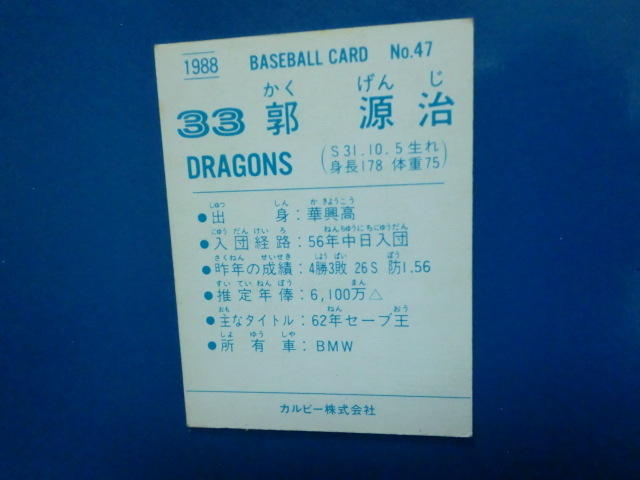 1988 BASEBALL CARD No.47
かく げん じ
33 郭 源治
DRAGONS (S31.10.5生れ
身長178 体重75)
しゅつ しん かきょうこう
●出身:華興高
にゅうだんけいろ ねんちゅうにちにゅうだん
●入団経路:56年中日入団
さくねん せいせき しょう ぱい ぼう
●昨年の成績:4勝3敗 26S 防1.56
すいていねんぽう まん
●推定年俸:6,100万△
おも ねん おう
●主なタイトル:62年セーブ王
しょ ゆう しゃ
●所有車:BMW
カルビー株式会社